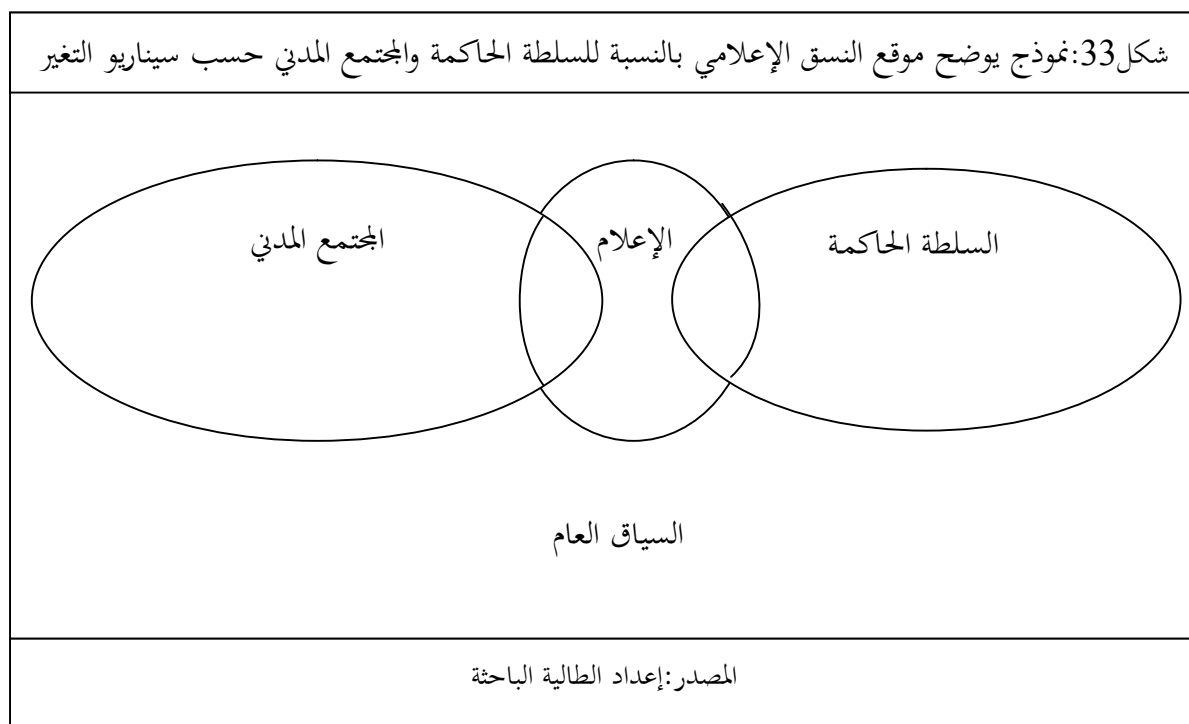 شكل33:نموذج يوضح موقع النسق الإعلامي بالنسبة للسلطة الحاكمة والمجتمع المدني حسب سيناريو التغير
السلطة الحاكمة
الإعلام
المجتمع المدني
السياق العام
المصدر:إعداد الطالية الباحثة